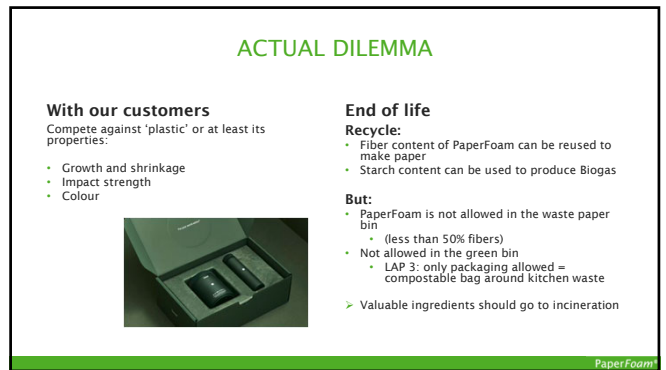 ACTUAL DILEMMA
With our customers
Compete against ‘plastic’ or at least its
properties:
• Growth and shrinkage
• Impact strength
• Colour
End of life
Recycle:
• Fiber content of PaperFoam can be reused to
make paper
• Starch content can be used to produce Biogas
But:
• PaperFoam is not allowed in the waste paper
bin
• (less than 50% fibers)
• Not allowed in the green bin
• LAP 3: only packaging allowed =
compostable bag around kitchen waste
➢ Valuable ingredients should go to incineration
PaperFoam®